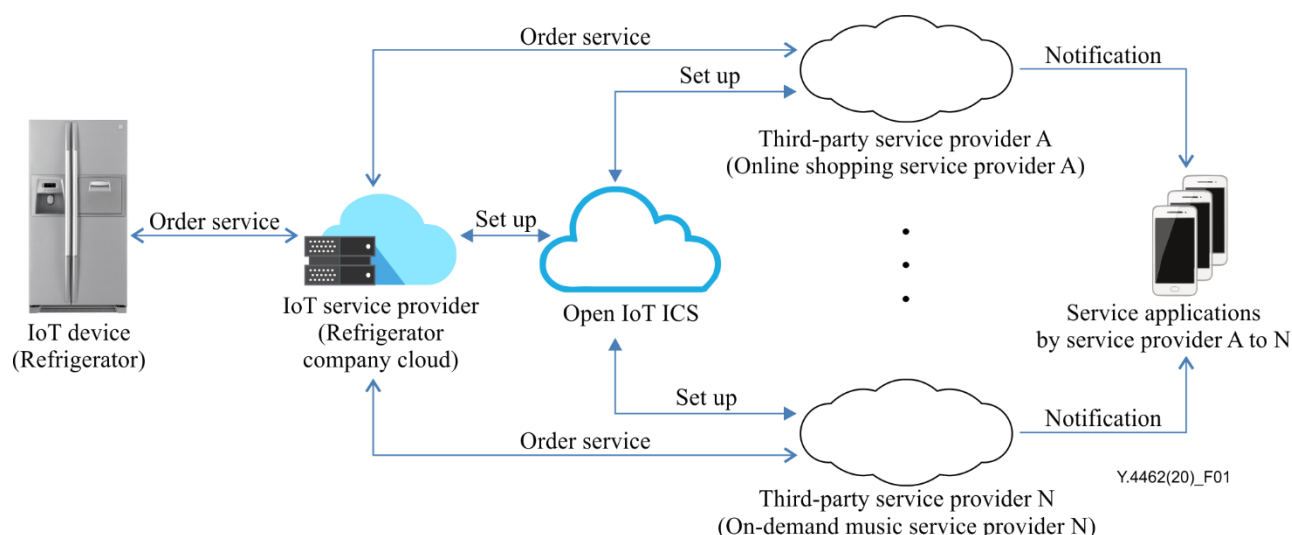 Order service
Notification
Set up
Third-party service provider A
(Online shopping service provider A)
Order service
Set up
IoT service provider
(Refrigerator
company cloud)
Open IoT ICS
IoT device
(Refrigerator)
Service applications
by service provider A to N
Set up
Notification
Order service
Y.4462(20)_F01
Third-party service provider N
(On-demand music service provider N)